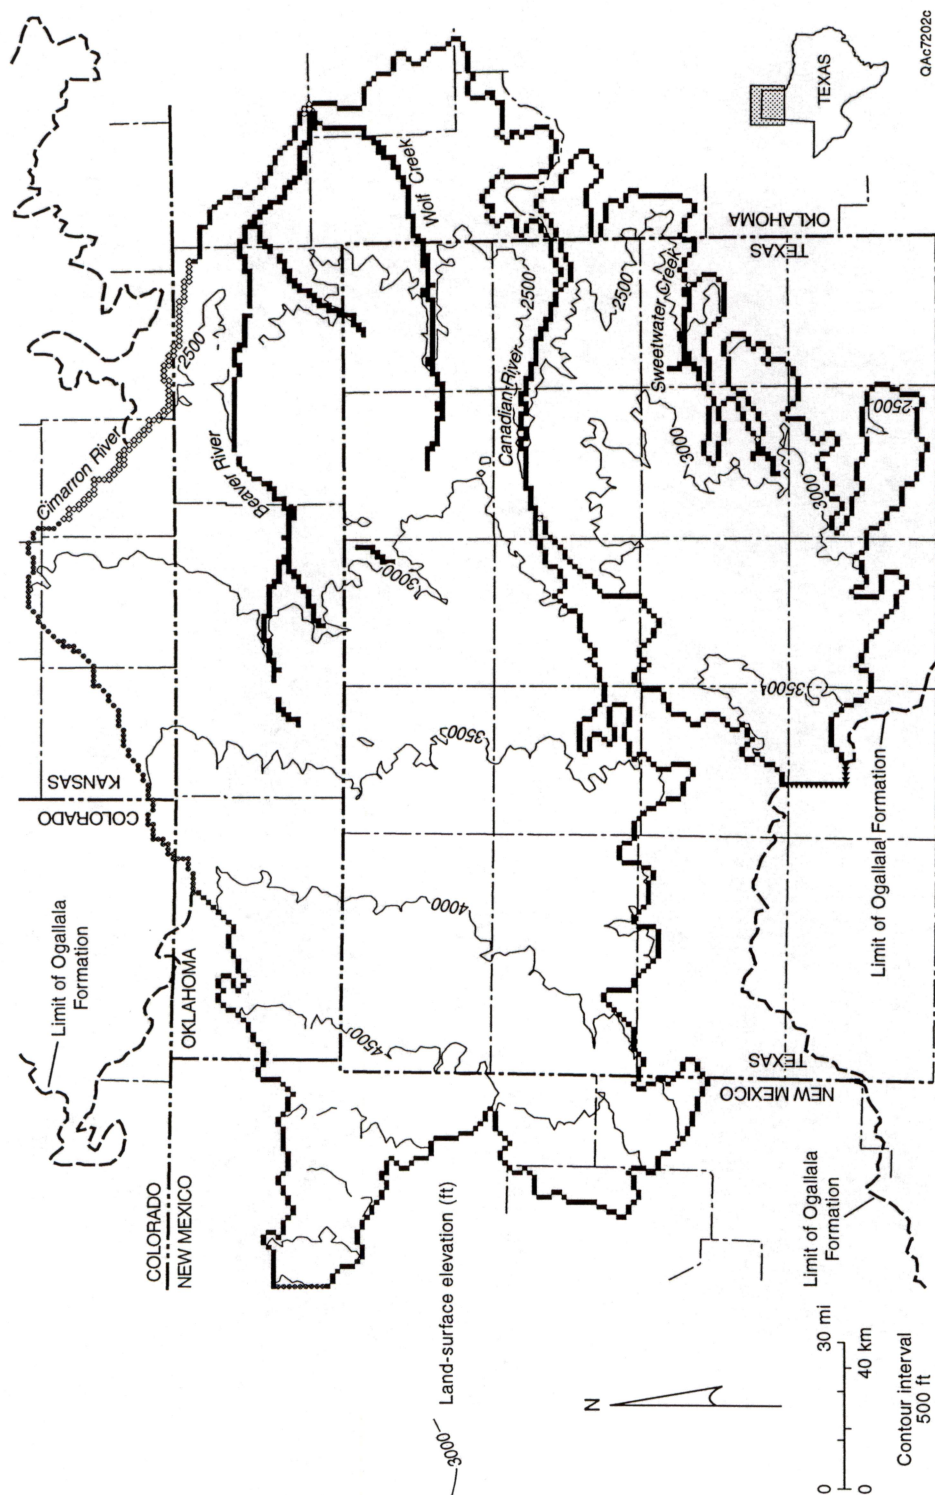 Limit of Ogallala
Formation
COLORADO
KANSAS
Cimarron River
COLORADO
NEW MEXICO
OKLAHOMA
2500
Beaver River
4500
4000
3500
3000
Wolf Creek
Canadian River
2500
2500
Sweetwater Creek
3000
3000
2500
3500
OKLAHOMA
TEXAS
NEW MEXICO
TEXAS
Limit of Ogallala Formation
Limit of Ogallala
Formation
3000
Land-surface elevation (ft)
N
0
30 mi
0
40 km
Contour interval
500 ft
TEXAS
QAc7202c